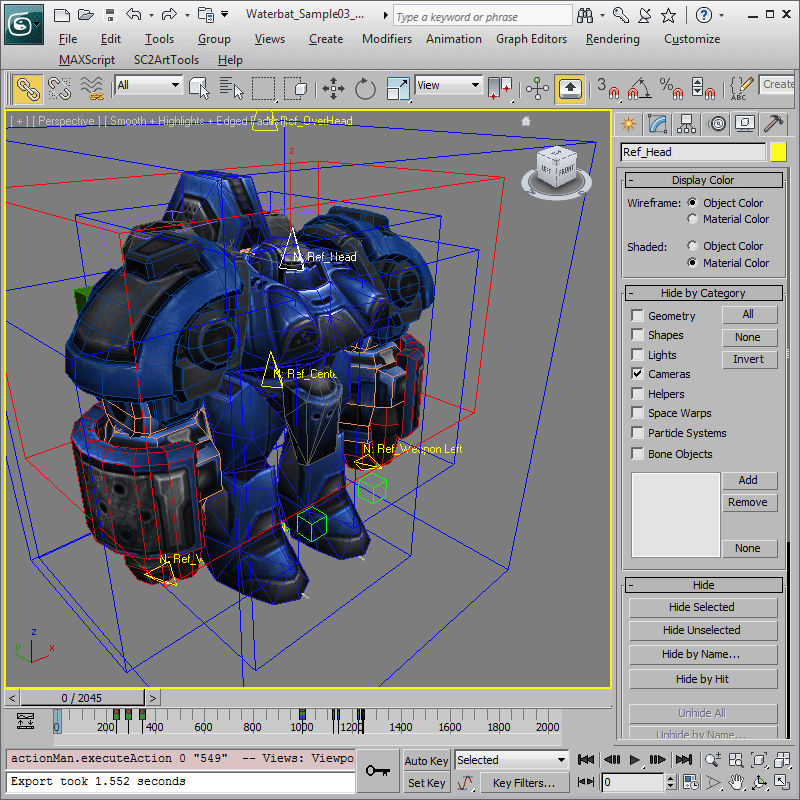 Waterbat_Sample03_... Type a keyword or phrase
File Edit Tools Group Views Create Modifiers Animation Graph Editors Rendering Customize
MAXScript SC2ArtTools Help
All View 3 % ABC Create
[ + ] [ Perspective ] [ Smooth + Highlights + Edged Faces ]
Ref_OverHead
z
y
x
LEFT FRONT
N: Ref_Head
N: Ref_Cente
N: Ref_Weapon Left
N: Ref_V
z
y x
Ref_Head
- Display Color
Wireframe: Object Color
Material Color
Shaded: Object Color
Material Color
- Hide by Category
Geometry All
Shapes None
Lights Invert
Cameras
Helpers
Space Warps
Particle Systems
Bone Objects
Add
Remove
None
- Hide
Hide Selected
Hide Unselected
Hide by Name...
Hide by Hit
Unhide All
Unhide by Name...
< 0 / 2045 >
0 200 400 600 800 1000 1200 1400 1600 1800 2000
actionMan.executeAction 0 "549" -- Views: Viewpo
Export took 1.552 seconds
Auto Key Selected
Set Key Key Filters... 0